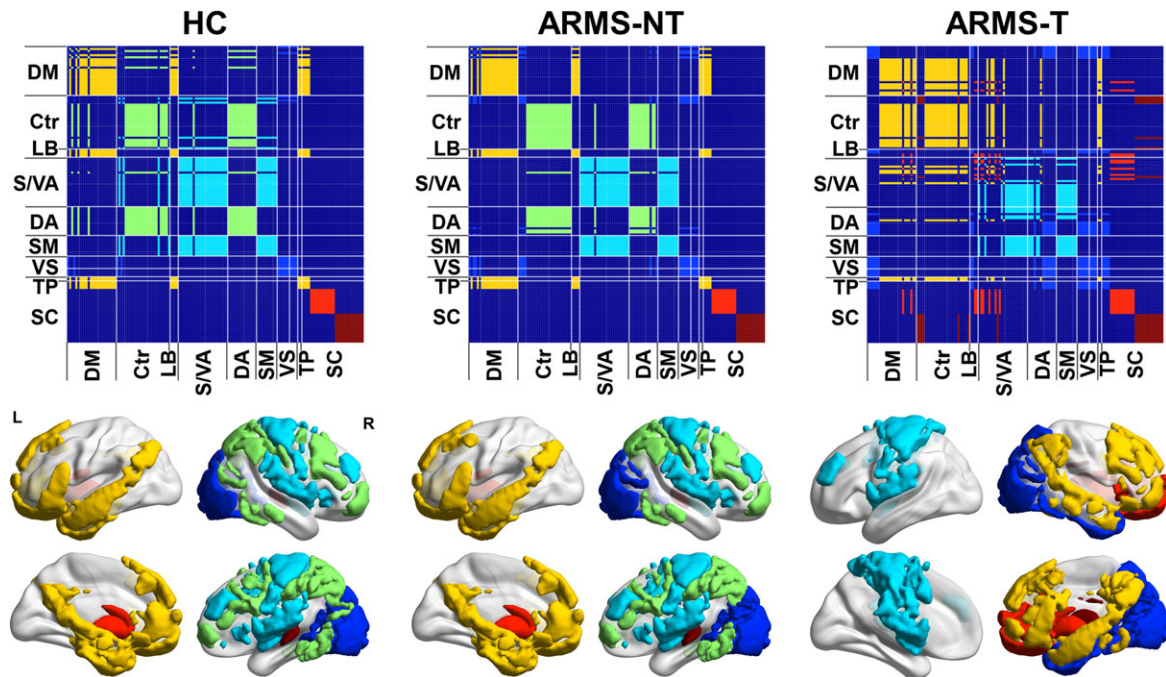 HC
ARMS-NT
ARMS-T
DM
Ctr
LB
S/VA
DA
SM
VS
TP
SC
DM
Ctr
LB
S/VA
DA
SM
VS
TP
SC
DM
Ctr
LB
S/VA
DA
SM
VS
TP
SC
DM
Ctr
LB
S/VA
DA
SM
VS
TP
SC
DM
Ctr
LB
S/VA
DA
SM
VS
TP
SC
DM
Ctr
LB
S/VA
DA
SM
VS
TP
SC
L
R